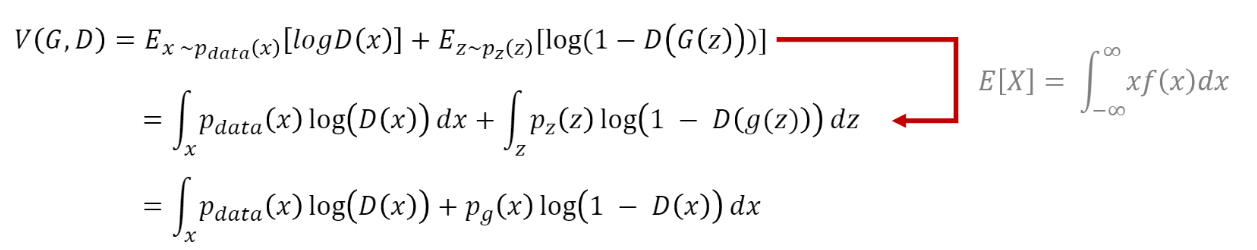 V(G, D) = E_{x ~p_{data}(x)}[logD(x)] + E_{z~p_z(z)}[log(1 − D(G(z)))]
E[X] = ∫_{−∞}^{∞} xf(x)dx
= ∫_x p_{data}(x) log(D(x)) dx + ∫_z p_z(z) log(1 − D(g(z))) dz
= ∫_x p_{data}(x) log(D(x)) + p_g(x) log(1 − D(x)) dx